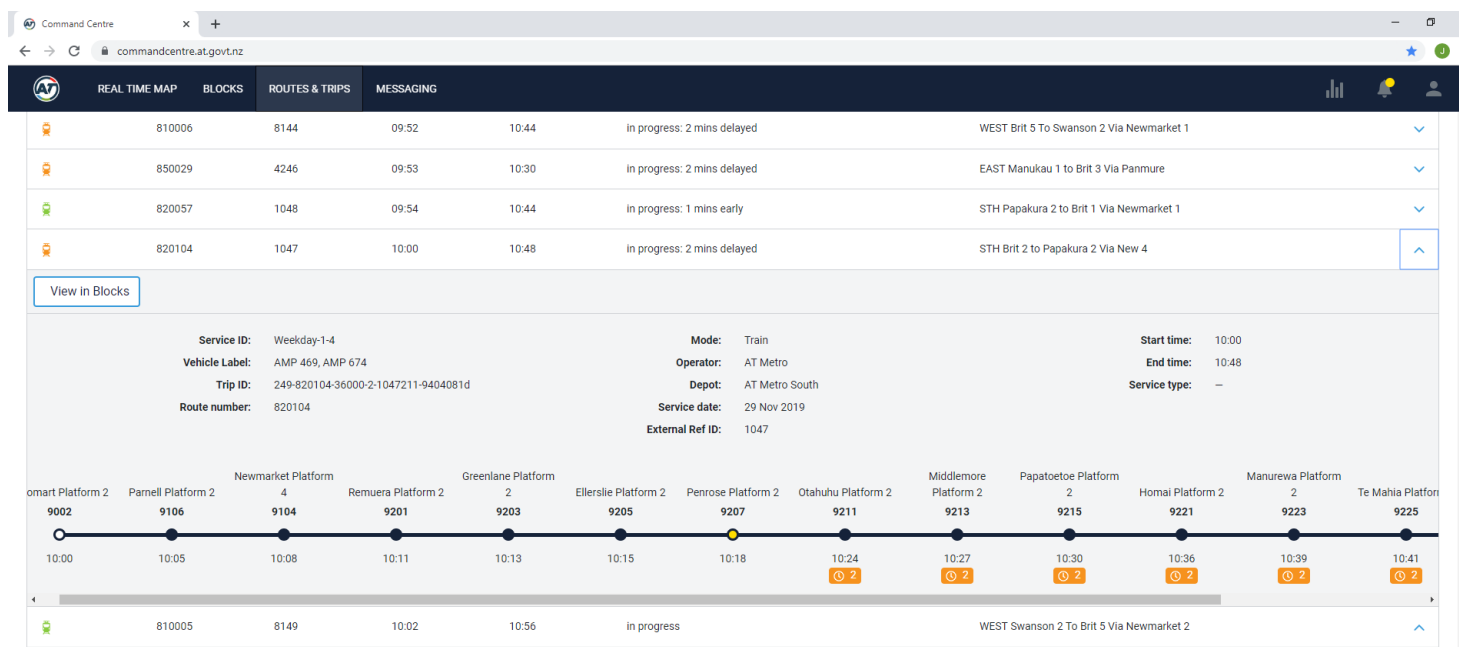 Command Centre
commandcentre.at.govt.nz
J
AT REAL TIME MAP BLOCKS ROUTES & TRIPS MESSAGING
810006 8144 09:52 10:44 in progress: 2 mins delayed WEST Brit 5 To Swanson 2 Via Newmarket 1
850029 4246 09:53 10:30 in progress: 2 mins delayed EAST Manukau 1 to Brit 3 Via Panmure
820057 1048 09:54 10:44 in progress: 1 mins early STH Papakura 2 to Brit 1 Via Newmarket 1
820104 1047 10:00 10:48 in progress: 2 mins delayed STH Brit 2 to Papakura 2 Via New 4
View in Blocks
Service ID: Weekday-1-4 Mode: Train Start time: 10:00
Vehicle Label: AMP 469, AMP 674 Operator: AT Metro End time: 10:48
Trip ID: 249-820104-36000-2-1047211-9404081d Depot: AT Metro South Service type: —
Route number: 820104 Service date: 29 Nov 2019
External Ref ID: 1047
Newmarket Platform Greenlane Platform Middlemore Papatoetoe Platform Manurewa Platform
omart Platform 2 Parnell Platform 2 4 Remuera Platform 2 2 Ellerslie Platform 2 Penrose Platform 2 Otahuhu Platform 2 Platform 2 2 Homai Platform 2 2 Te Mahia Platforn
9002 9106 9104 9201 9203 9205 9207 9211 9213 9215 9221 9223 9225
10:00 10:05 10:08 10:11 10:13 10:15 10:18 10:24 10:27 10:30 10:36 10:39 10:41
2 2 2 2 2 2
810005 8149 10:02 10:56 in progress WEST Swanson 2 To Brit 5 Via Newmarket 2